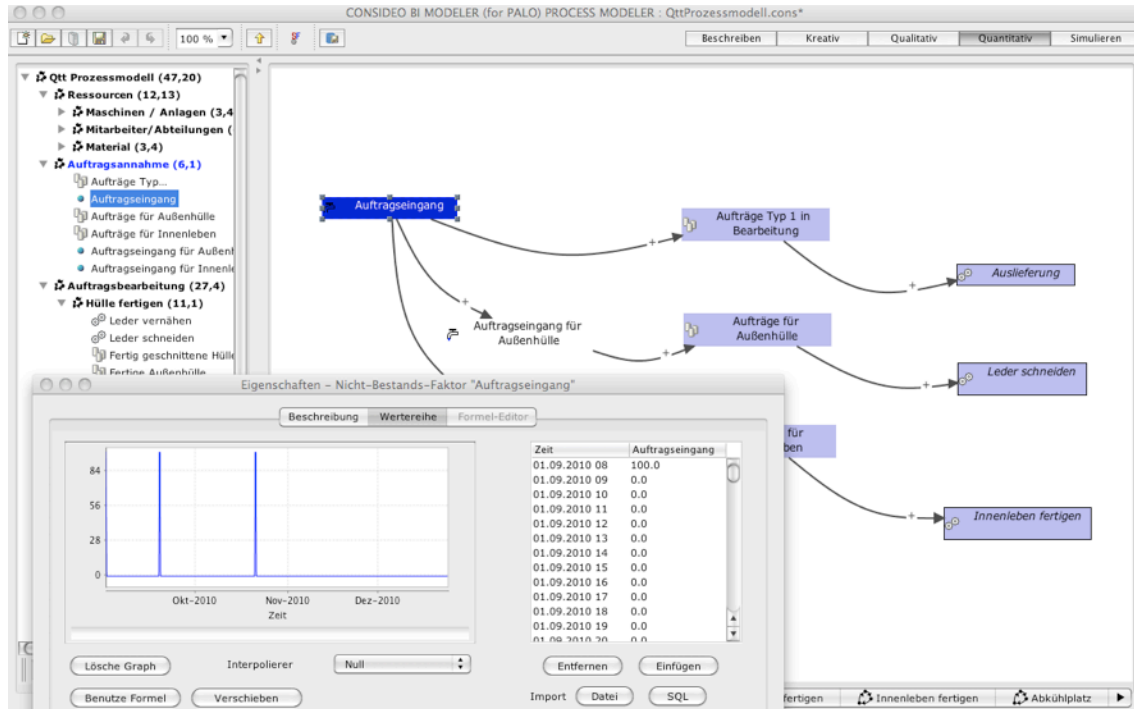 CONSIDEO BI MODELER (for PALO) PROCESS MODELER : QttProzessmodell.cons*
100 %
Beschreiben Kreativ Qualitativ Quantitativ Simulieren
Qtt Prozessmodell (47,20)
Ressourcen (12,13)
Maschinen / Anlagen (3,4
Mitarbeiter/Abteilungen (
Material (3,4)
Auftragsannahme (6,1)
Aufträge Typ...
Auftragseingang
Aufträge für Außenhülle
Aufträge für Innenleben
Auftragseingang für Außenh
Auftragseingang für Innenle
Auftragsbearbeitung (27,4)
Hülle fertigen (11,1)
Leder vernähen
Leder schneiden
Fertig geschnittene Hülle
Fertige Außenhülle
Auftragseingang
Aufträge Typ 1 in
Bearbeitung
Auslieferung
Auftragseingang für
Außenhülle
Aufträge für
Außenhülle
Leder schneiden
für
ben
Innenleben fertigen
+
+
+
+
+
+
Eigenschaften - Nicht-Bestands-Faktor "Auftragseingang"
Beschreibung Wertereihe Formel-Editor
84
56
28
0
Okt-2010 Nov-2010 Dez-2010
Zeit
Zeit Auftragseingang
01.09.2010 08 100.0
01.09.2010 09 0.0
01.09.2010 10 0.0
01.09.2010 11 0.0
01.09.2010 12 0.0
01.09.2010 13 0.0
01.09.2010 14 0.0
01.09.2010 15 0.0
01.09.2010 16 0.0
01.09.2010 17 0.0
01.09.2010 18 0.0
01.09.2010 19 0.0
01.09.2010 20 0.0
Lösche Graph Interpolierer Null Entfernen Einfügen
Benutze Formel Verschieben Import Datei SQL
fertigen Innenleben fertigen Abkühlplatz